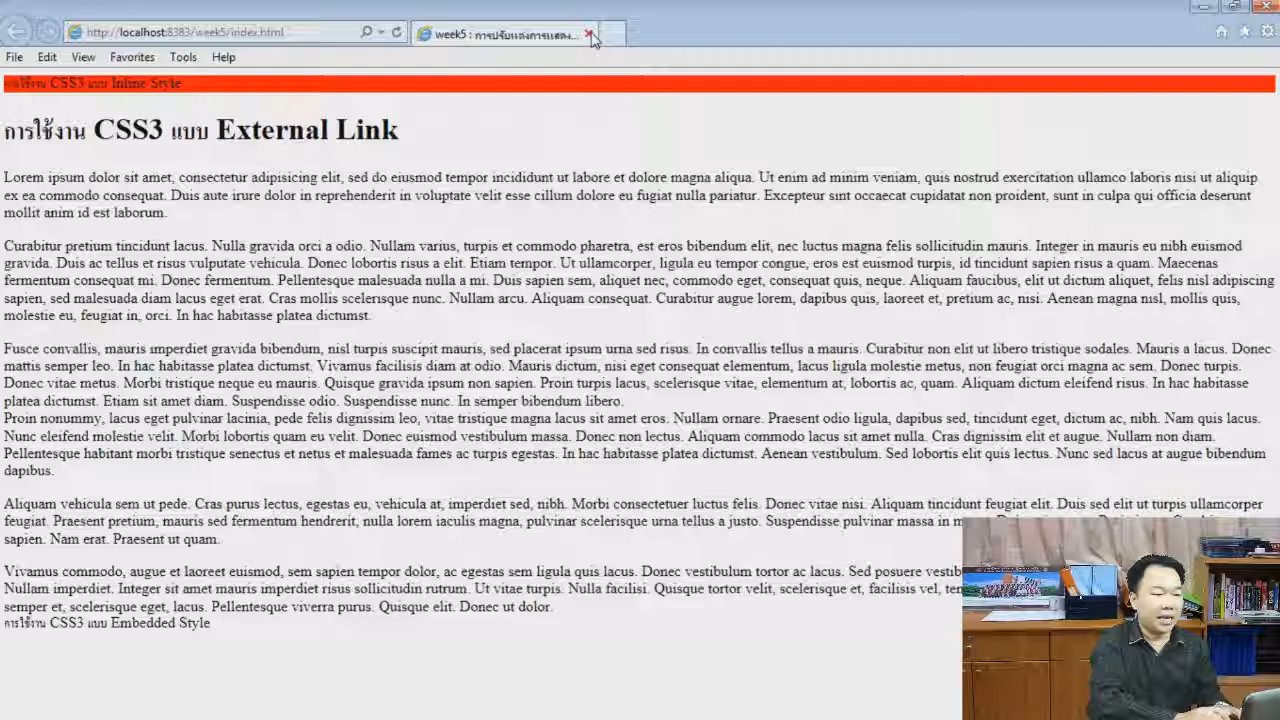 http://localhost:8383/week5/index.html
week5 : การปรับแต่งการแสดง...
File Edit View Favorites Tools Help
การใช้งาน CSS3 แบบ Inline Style
การใช้งาน CSS3 แบบ External Link
Lorem ipsum dolor sit amet, consectetur adipisicing elit, sed do eiusmod tempor incididunt ut labore et dolore magna aliqua. Ut enim ad minim veniam, quis nostrud exercitation ullamco laboris nisi ut aliquip
ex ea commodo consequat. Duis aute irure dolor in reprehenderit in voluptate velit esse cillum dolore eu fugiat nulla pariatur. Excepteur sint occaecat cupidatat non proident, sunt in culpa qui officia deserunt
mollit anim id est laborum.
Curabitur pretium tincidunt lacus. Nulla gravida orci a odio. Nullam varius, turpis et commodo pharetra, est eros bibendum elit, nec luctus magna felis sollicitudin mauris. Integer in mauris eu nibh euismod
gravida. Duis ac tellus et risus vulputate vehicula. Donec lobortis risus a elit. Etiam tempor. Ut ullamcorper, ligula eu tempor congue, eros est euismod turpis, id tincidunt sapien risus a quam. Maecenas
fermentum consequat mi. Donec fermentum. Pellentesque malesuada nulla a mi. Duis sapien sem, aliquet nec, commodo eget, consequat quis, neque. Aliquam faucibus, elit ut dictum aliquet, felis nisl adipiscing
sapien, sed malesuada diam lacus eget erat. Cras mollis scelerisque nunc. Nullam arcu. Aliquam consequat. Curabitur augue lorem, dapibus quis, laoreet et, pretium ac, nisi. Aenean magna nisl, mollis quis,
molestie eu, feugiat in, orci. In hac habitasse platea dictumst.
Fusce convallis, mauris imperdiet gravida bibendum, nisl turpis suscipit mauris, sed placerat ipsum urna sed risus. In convallis tellus a mauris. Curabitur non elit ut libero tristique sodales. Mauris a lacus. Donec
mattis semper leo. In hac habitasse platea dictumst. Vivamus facilisis diam at odio. Mauris dictum, nisi eget consequat elementum, lacus ligula molestie metus, non feugiat orci magna ac sem. Donec turpis.
Donec vitae metus. Morbi tristique neque eu mauris. Quisque gravida ipsum non sapien. Proin turpis lacus, scelerisque vitae, elementum at, lobortis ac, quam. Aliquam dictum eleifend risus. In hac habitasse
platea dictumst. Etiam sit amet diam. Suspendisse odio. Suspendisse nunc. In semper bibendum libero.
Proin nonummy, lacus eget pulvinar lacinia, pede felis dignissim leo, vitae tristique magna lacus sit amet eros. Nullam ornare. Praesent odio ligula, dapibus sed, tincidunt eget, dictum ac, nibh. Nam quis lacus.
Nunc eleifend molestie velit. Morbi lobortis quam eu velit. Donec euismod vestibulum massa. Donec non lectus. Aliquam commodo lacus sit amet nulla. Cras dignissim elit et augue. Nullam non diam.
Pellentesque habitant morbi tristique senectus et netus et malesuada fames ac turpis egestas. In hac habitasse platea dictumst. Aenean vestibulum. Sed lobortis elit quis lectus. Nunc sed lacus at augue bibendum
dapibus.
Aliquam vehicula sem ut pede. Cras purus lectus, egestas eu, vehicula at, imperdiet sed, nibh. Morbi consectetuer luctus felis. Donec vitae nisi. Aliquam tincidunt feugiat elit. Duis sed elit ut turpis ullamcorper
feugiat. Praesent pretium, mauris sed fermentum hendrerit, nulla lorem iaculis magna, pulvinar scelerisque urna tellus a justo. Suspendisse pulvinar massa in
sapien. Nam erat. Praesent ut quam.
Vivamus commodo, augue et laoreet euismod, sem sapien tempor dolor, ac egestas sem ligula quis lacus. Donec vestibulum tortor ac lacus. Sed posuere
Nullam imperdiet. Integer sit amet mauris imperdiet risus sollicitudin rutrum. Ut vitae turpis. Nulla facilisi. Quisque tortor velit, scelerisque et, facilisis vel,
semper et, scelerisque eget, lacus. Pellentesque viverra purus. Quisque elit. Donec ut dolor.
การใช้งาน CSS3 แบบ Embedded Style